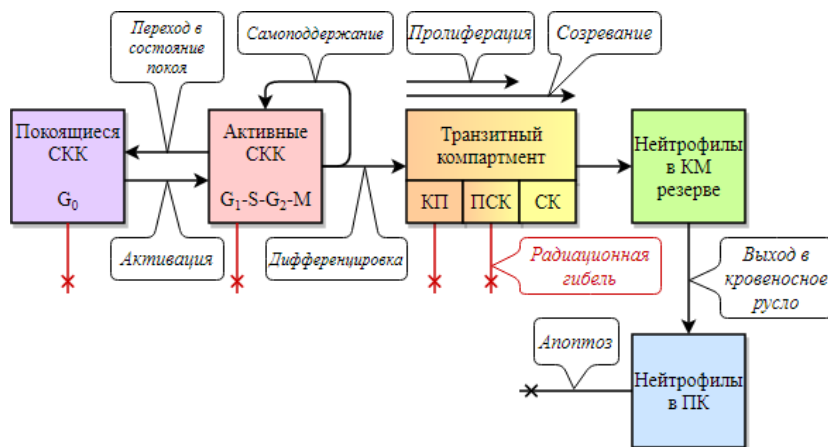 Переход в
состояние
покоя
Самоподдержание
Пролиферация
Созревание
Покоящиеся
СКК
G₀
Активные
СКК
G₁-S-G₂-M
Транзитный
компартмент
КП
ПСК
СК
Нейтрофилы
в КМ
резерве
Активация
Дифференцировка
Радиационная
гибель
Выход в
кровеносное
русло
Апоптоз
Нейтрофилы
в ПК